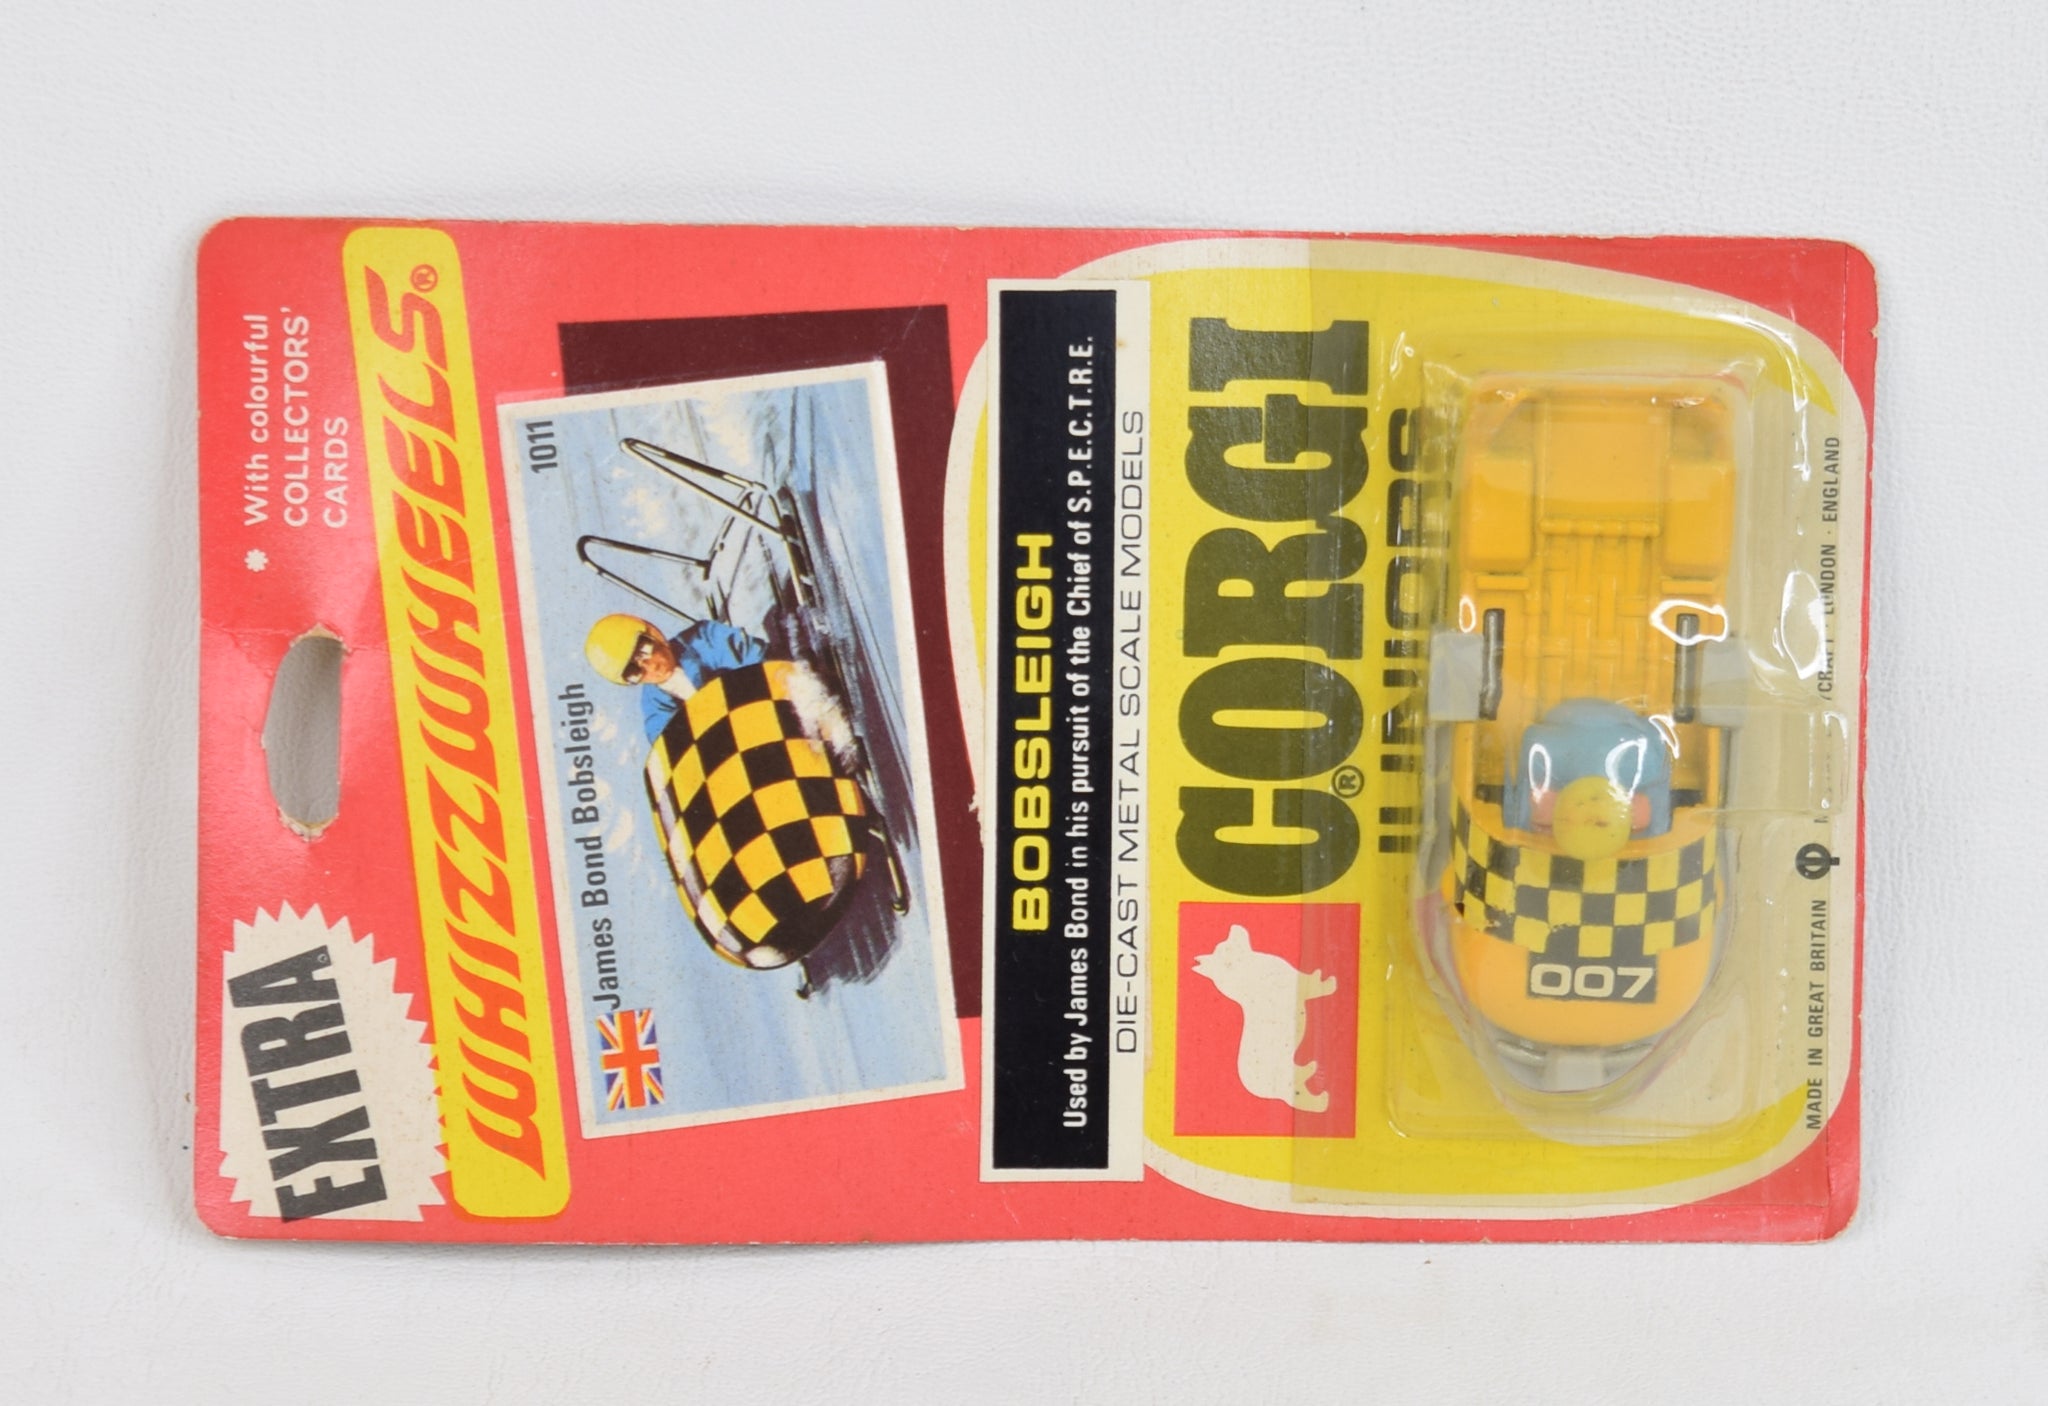 EXTRA
* With colourful
COLLECTORS'
CARDS
WHIZZWHEELS®
James Bond Bobsleigh 1011
BOBSLEIGH
Used by James Bond in his pursuit of the Chief of S.P.E.C.T.R.E.
DIE-CAST METAL SCALE MODELS
CORGI
® JUNIORS
007
MADE IN GREAT BRITAIN LONDON · ENGLAND